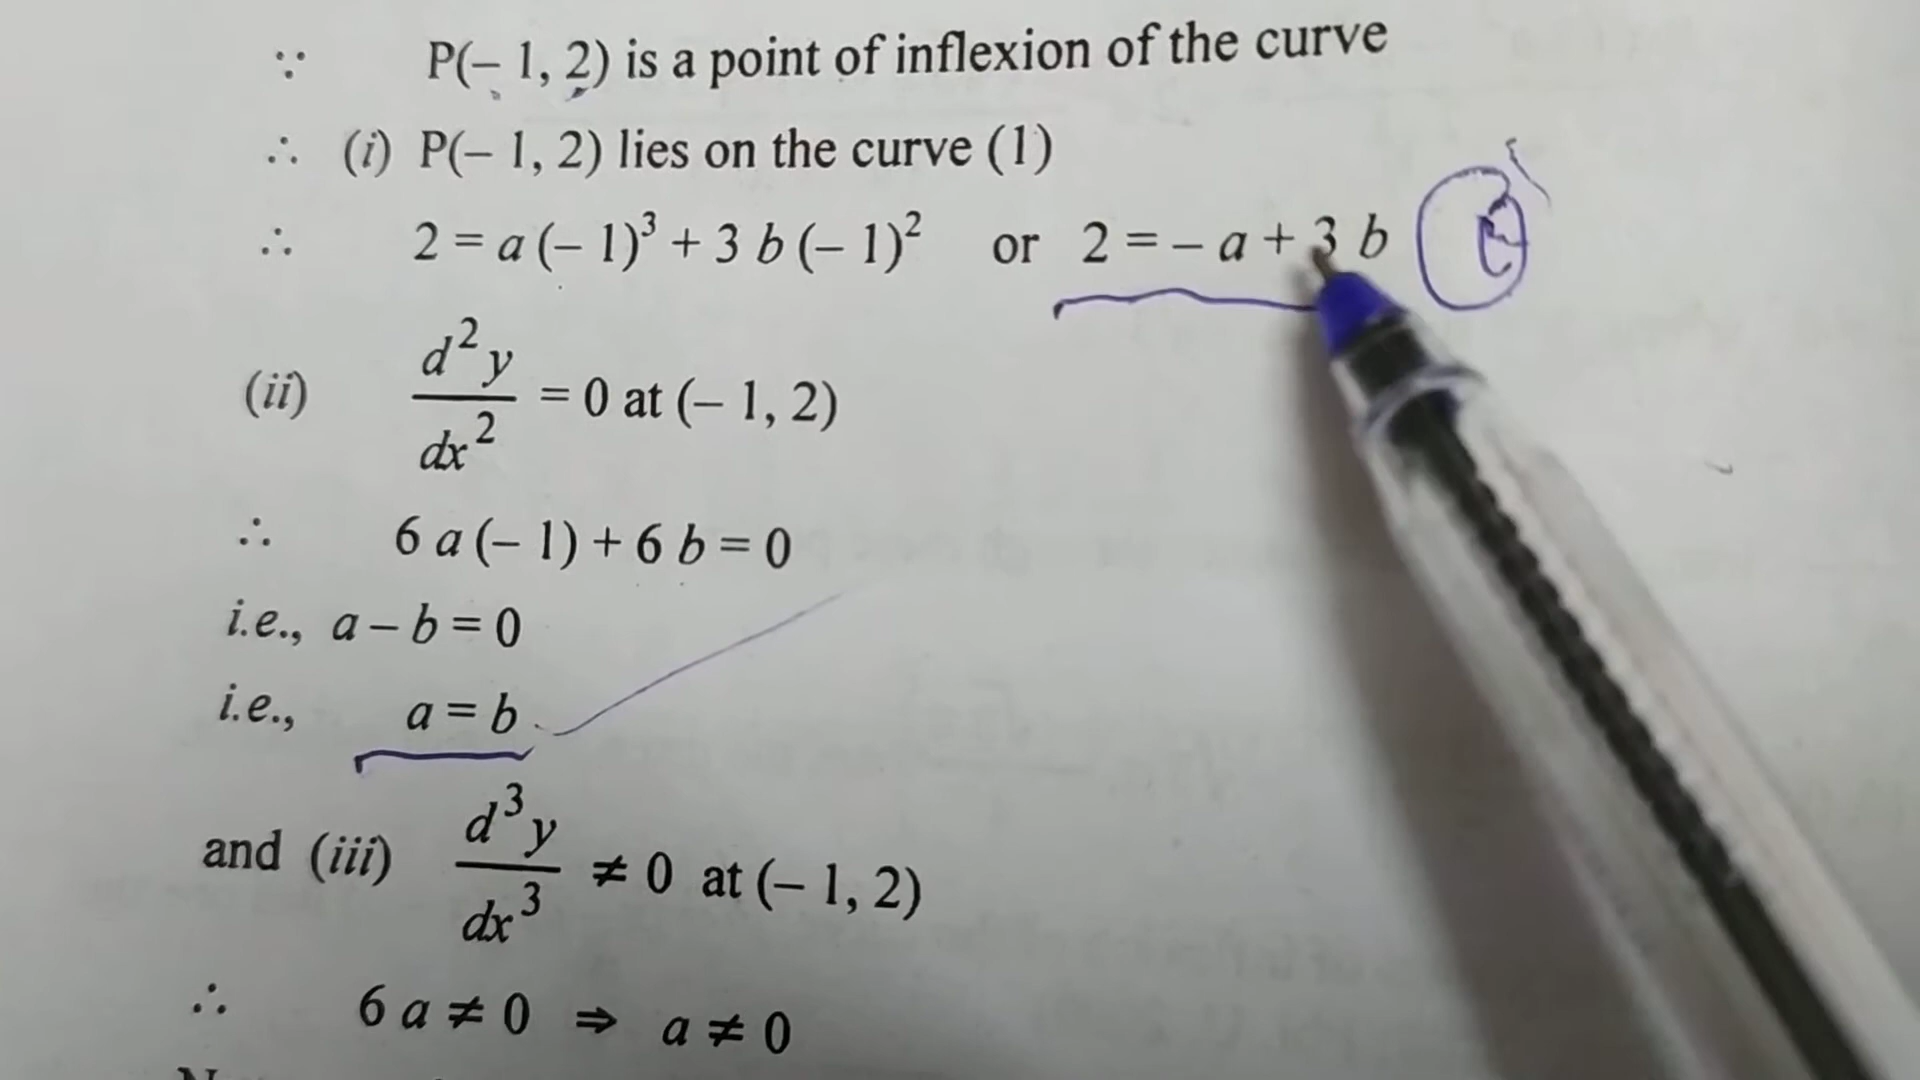 ∵ P(– 1, 2) is a point of inflexion of the curve
∴ (i) P(– 1, 2) lies on the curve (1)
∴ 2 = a (– 1)³ + 3 b (– 1)² or 2 = – a + 3 b
(ii) d²y/dx² = 0 at (– 1, 2)
∴ 6 a (– 1) + 6 b = 0
i.e., a – b = 0
i.e., a = b
and (iii) d³y/dx³ ≠ 0 at (– 1, 2)
∴ 6 a ≠ 0 ⇒ a ≠ 0